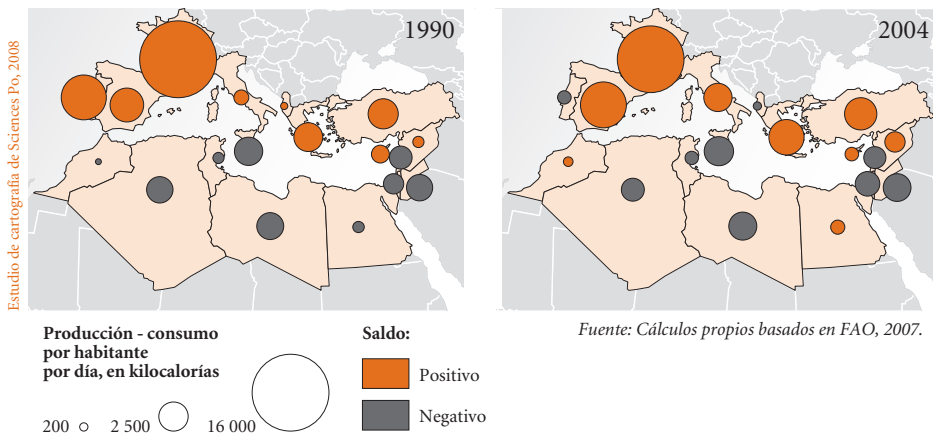 1990
2004
Estudio de cartografía de Sciences Po, 2008
Fuente: Cálculos propios basados en FAO, 2007.
Producción - consumo
por habitante
por día, en kilocalorías
200
2 500
16 000
Saldo:
Positivo
Negativo